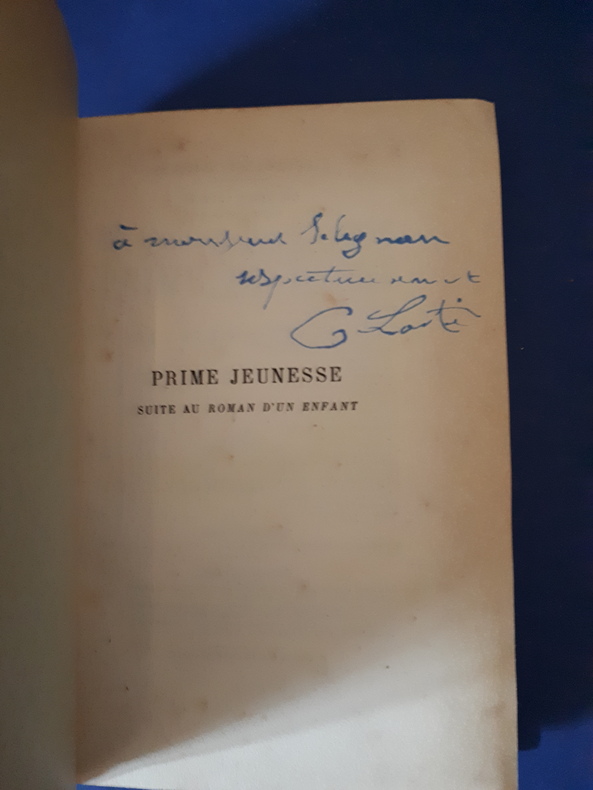 à monsieur
respectueusement
Loti
PRIME JEUNESSE
SUITE AU ROMAN D'UN ENFANT